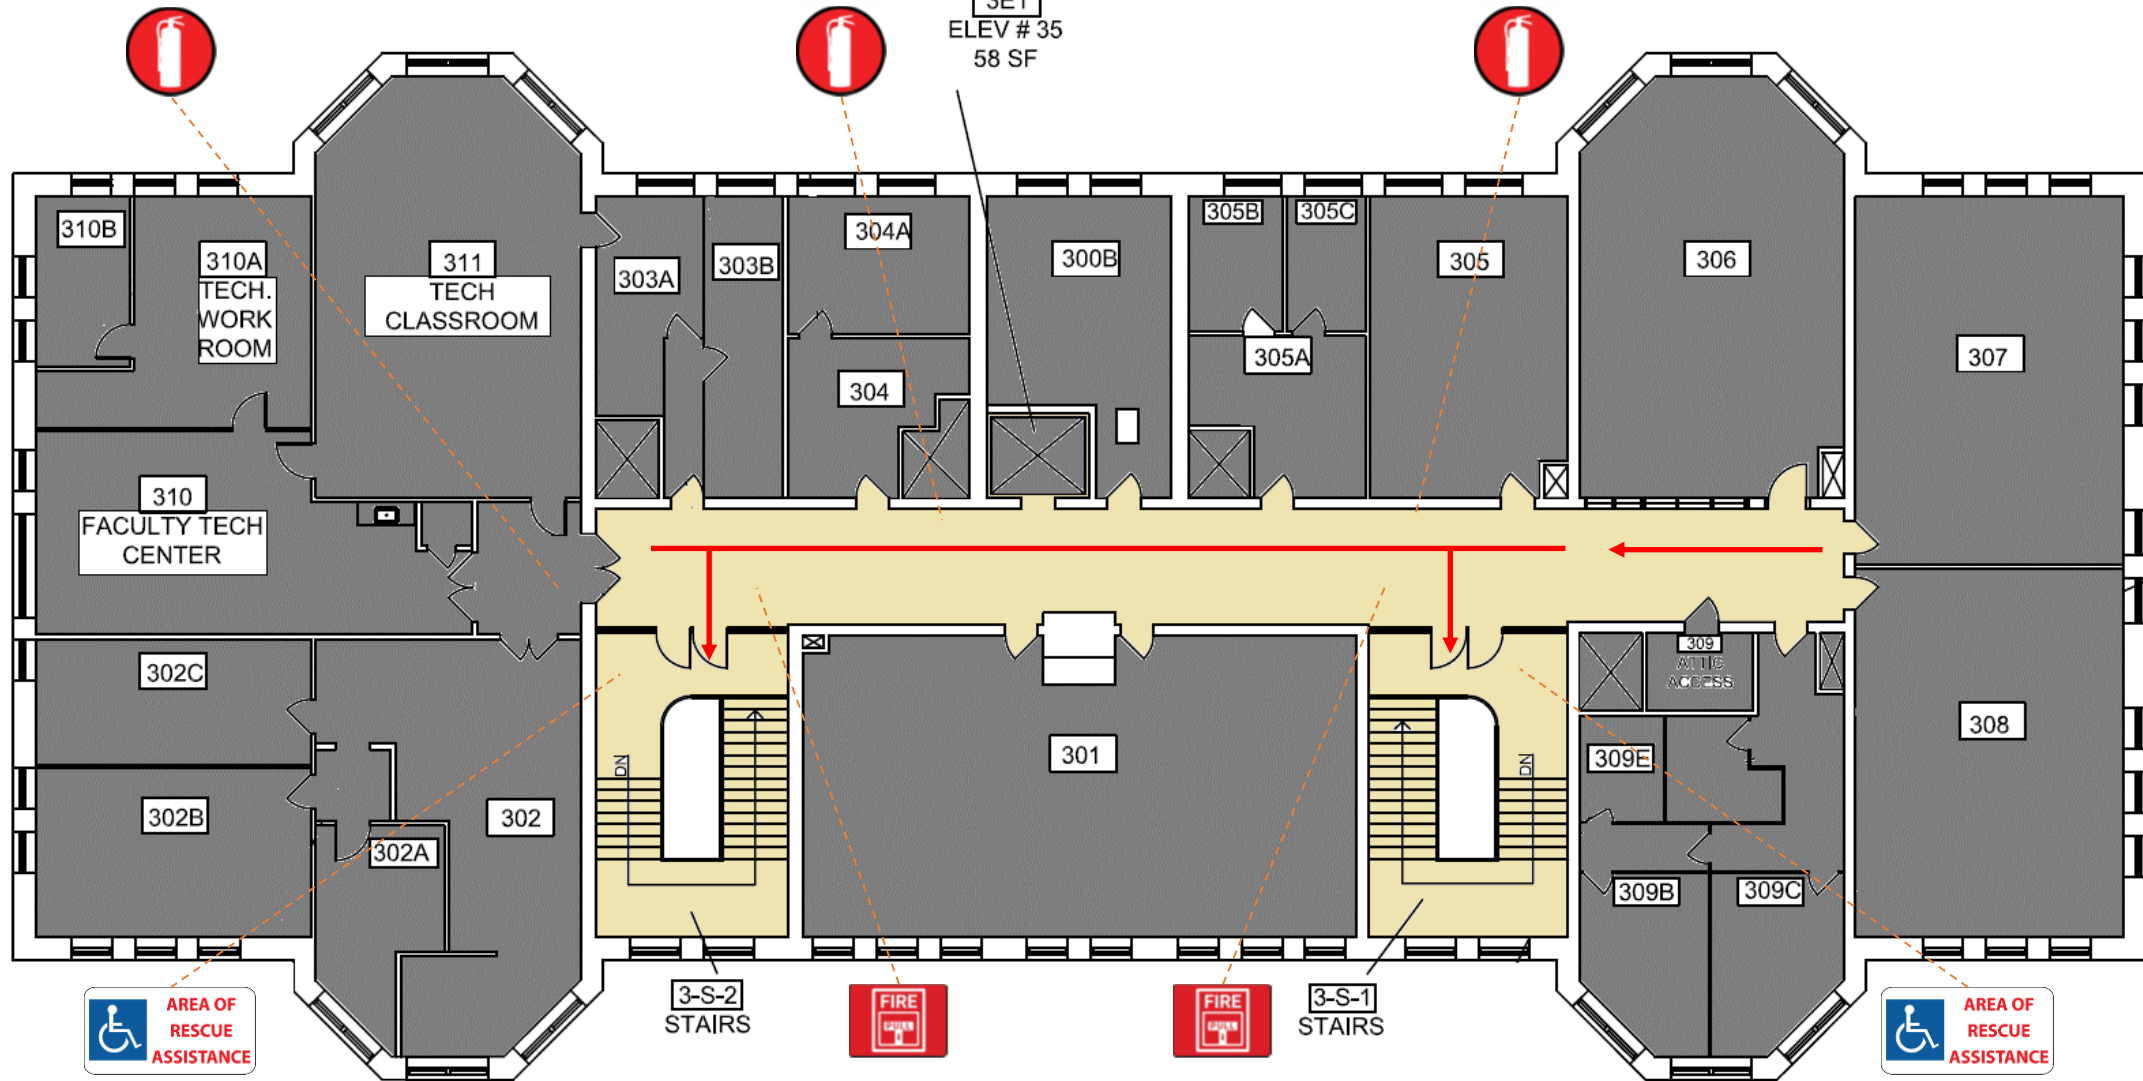 3E1
ELEV # 35
58 SF
310B
310A
TECH.
WORK
ROOM
311
TECH
CLASSROOM
303A
303B
304A
304
300B
305B
305C
305A
305
306
307
310
FACULTY TECH
CENTER
302C
302B
302A
302
DN
301
DN
309
ATTIC
ACCESS
309E
309B
309C
308
3-S-2
STAIRS
3-S-1
STAIRS
AREA OF
RESCUE
ASSISTANCE
FIRE
PULL
FIRE
PULL
AREA OF
RESCUE
ASSISTANCE